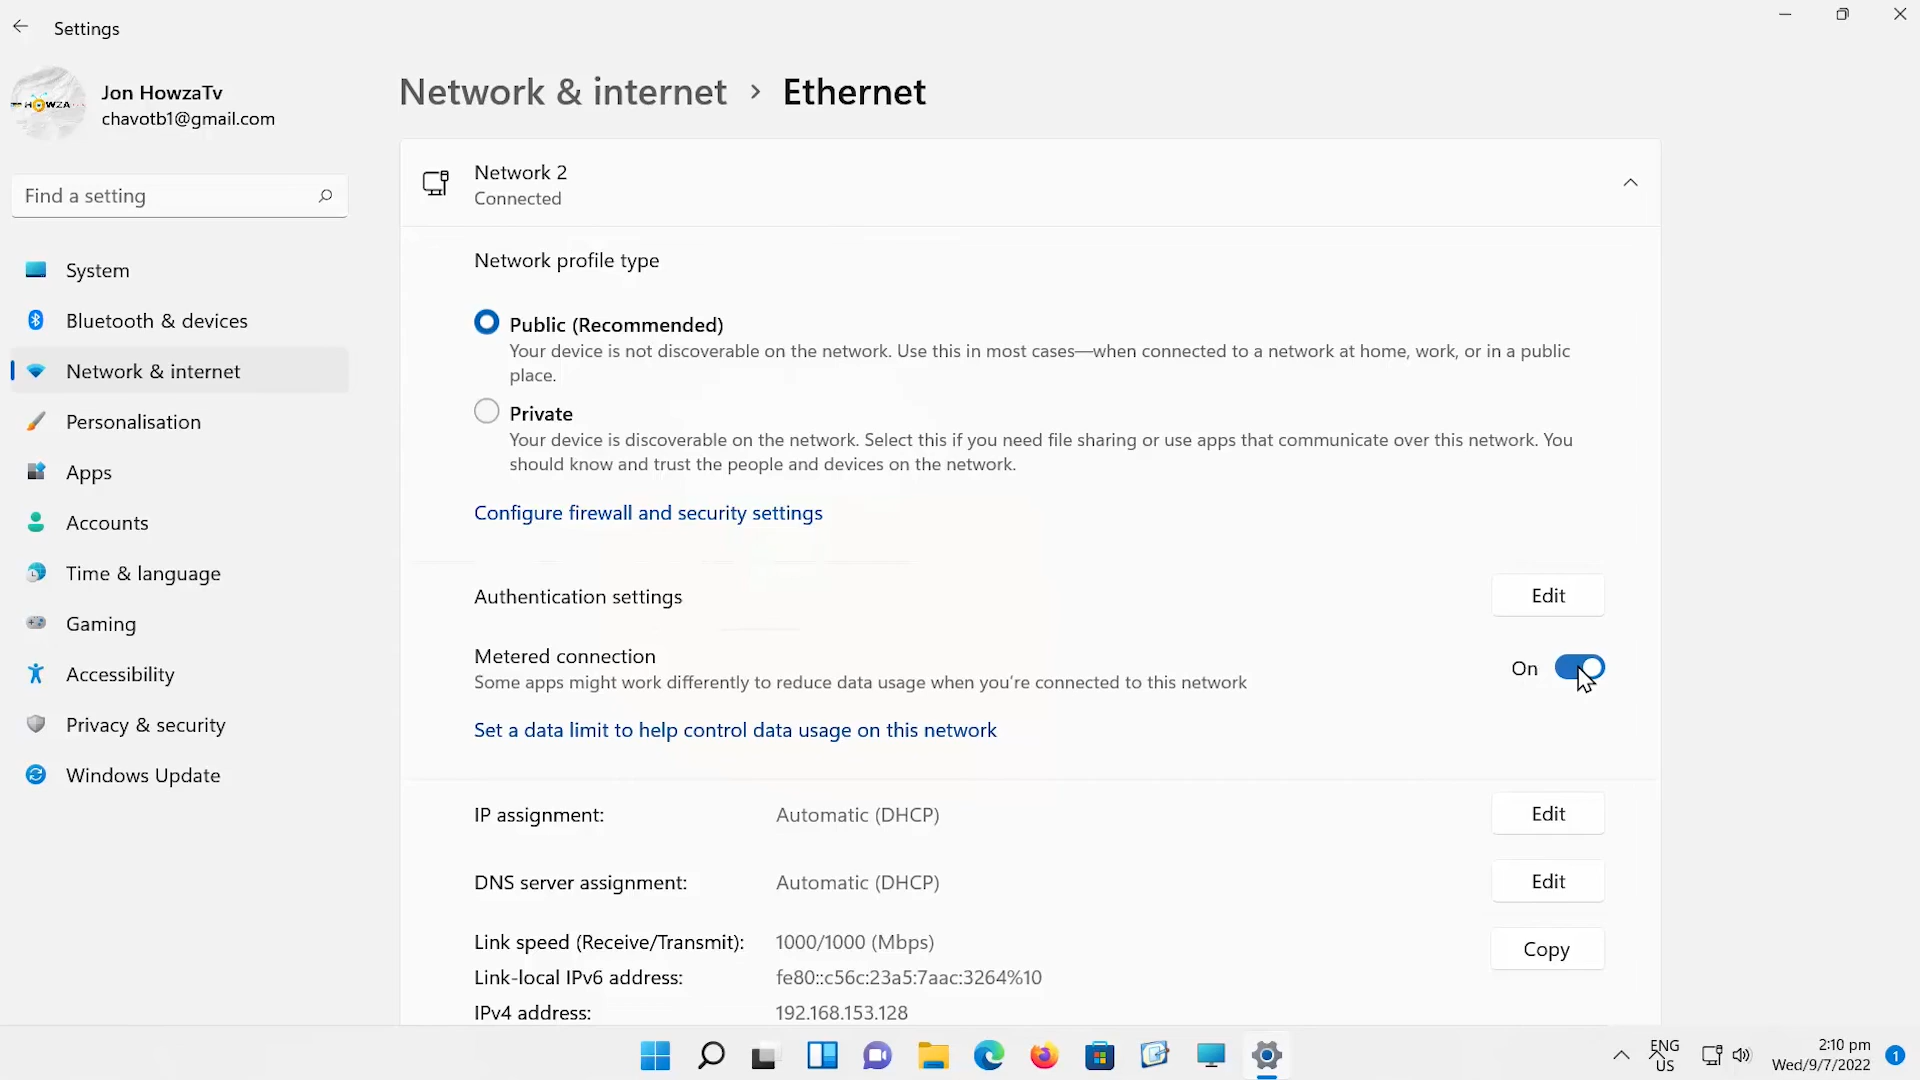 Settings
Jon HowzaTv
chavotb1@gmail.com
HOWZA
Find a setting
System
Bluetooth & devices
Network & internet
Personalisation
Apps
Accounts
Time & language
Gaming
Accessibility
Privacy & security
Windows Update
Network & internet › Ethernet
Network 2
Connected
Network profile type
Public (Recommended)
Your device is not discoverable on the network. Use this in most cases—when connected to a network at home, work, or in a public
place.
Private
Your device is discoverable on the network. Select this if you need file sharing or use apps that communicate over this network. You
should know and trust the people and devices on the network.
Configure firewall and security settings
Authentication settings
Edit
Metered connection
Some apps might work differently to reduce data usage when you're connected to this network
On
Set a data limit to help control data usage on this network
IP assignment: Automatic (DHCP)
Edit
DNS server assignment: Automatic (DHCP)
Edit
Link speed (Receive/Transmit): 1000/1000 (Mbps)
Copy
Link-local IPv6 address: fe80::c56c:23a5:7aac:3264%10
IPv4 address: 192.168.153.128
ENG
US
2:10 pm
Wed/9/7/2022
1